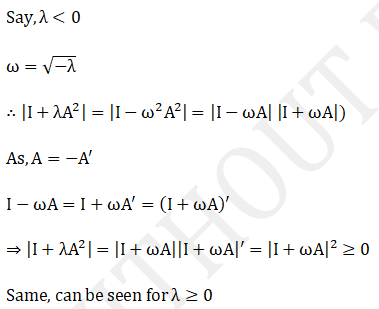 Say, λ < 0
ω = √−λ
∴ |I + λA²| = |I − ω²A²| = |I − ωA| |I + ωA|)
As, A = −A′
I − ωA = I + ωA′ = (I + ωA)′
⇒ |I + λA²| = |I + ωA||I + ωA|′ = |I + ωA|² ≥ 0
Same, can be seen for λ ≥ 0
WITHOUT